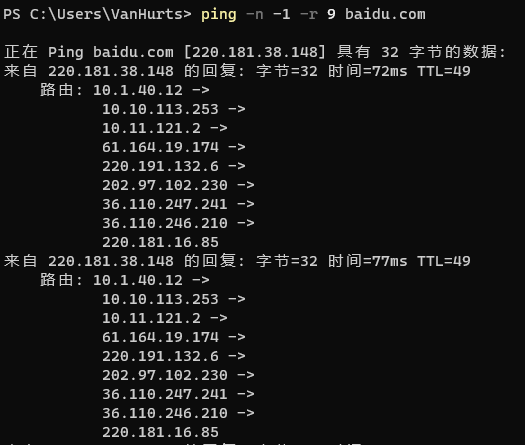 PS C:\Users\VanHurts> ping -n -1 -r 9 baidu.com
正在 Ping baidu.com [220.181.38.148] 具有 32 字节的数据:
来自 220.181.38.148 的回复: 字节=32 时间=72ms TTL=49
路由: 10.1.40.12 ->
10.10.113.253 ->
10.11.121.2 ->
61.164.19.174 ->
220.191.132.6 ->
202.97.102.230 ->
36.110.247.241 ->
36.110.246.210 ->
220.181.16.85
来自 220.181.38.148 的回复: 字节=32 时间=77ms TTL=49
路由: 10.1.40.12 ->
10.10.113.253 ->
10.11.121.2 ->
61.164.19.174 ->
220.191.132.6 ->
202.97.102.230 ->
36.110.247.241 ->
36.110.246.210 ->
220.181.16.85